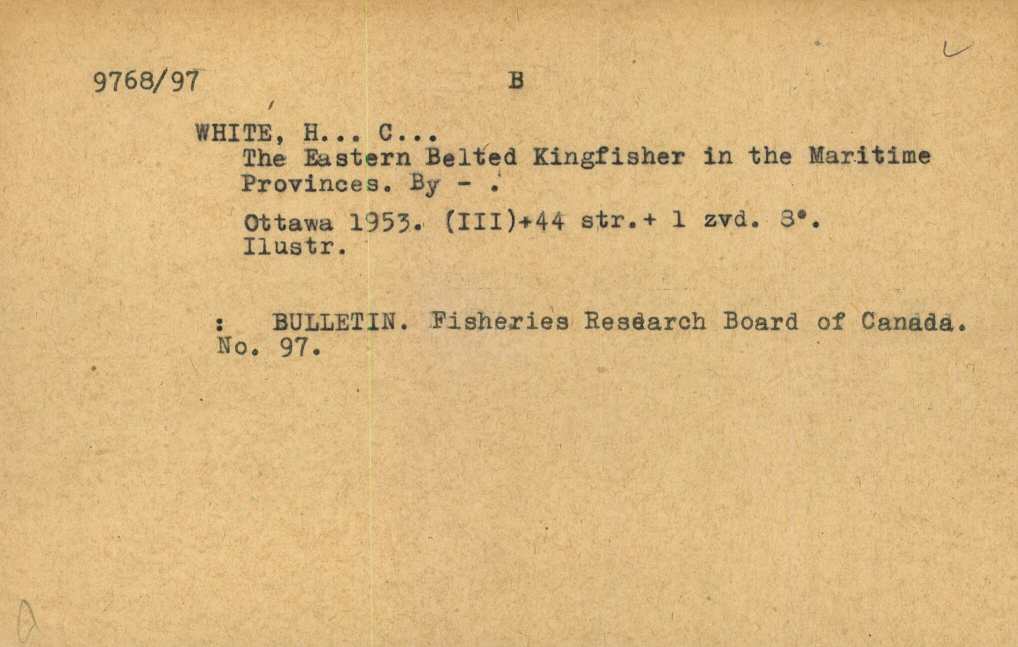 9768/97 B
WHITE, H... C...
The Eastern Belted Kingfisher in the Maritime
Provinces. By - .
Ottawa 1953. (III)+44 str.+ 1 zvd. 8°.
Ilustr.
: BULLETIN. Fisheries Research Board of Canada.
No. 97.